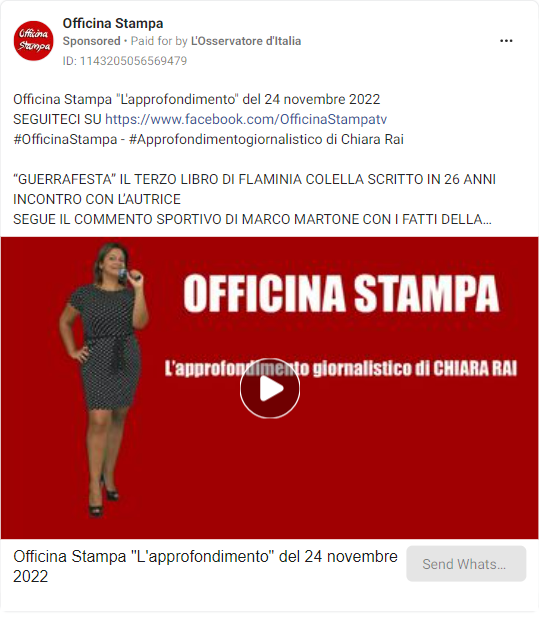 Officina
Stampa
Officina Stampa
Sponsored • Paid for by L'Osservatore d'Italia
ID: 1143205056569479
Officina Stampa "L'approfondimento" del 24 novembre 2022
SEGUITECI SU https://www.facebook.com/OfficinaStampatv
#OfficinaStampa - #Approfondimentogiornalistico di Chiara Rai
“GUERRAFESTA” IL TERZO LIBRO DI FLAMINIA COLELLA SCRITTO IN 26 ANNI
INCONTRO CON L’AUTRICE
SEGUE IL COMMENTO SPORTIVO DI MARCO MARTONE CON I FATTI DELLA...
OFFICINA STAMPA
L'approfondimento giornalistico di CHIARA RAI
Officina Stampa "L'approfondimento" del 24 novembre
2022
Send Whats...